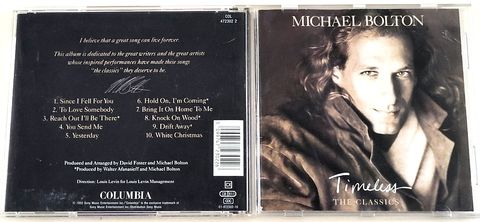 COL
472302 2
I believe that a great song can live forever.
This album is dedicated to the great writers and the great artists
whose inspired performances have made these songs
"the classics" they deserve to be.
1. Since I Fell For You
2. To Love Somebody
3. Reach Out I'll Be There*
4. You Send Me
5. Yesterday
6. Hold On, I'm Coming*
7. Bring It On Home To Me
8. Knock On Wood*
9. Drift Away*
10. White Christmas
Produced and Arranged by David Foster and Michael Bolton
*Produced by Walter Afanasieff and Michael Bolton
Direction: Louis Levin for Louis Levin Management
COLUMBIA
MICHAEL BOLTON
Timeless
THE CLASSICS